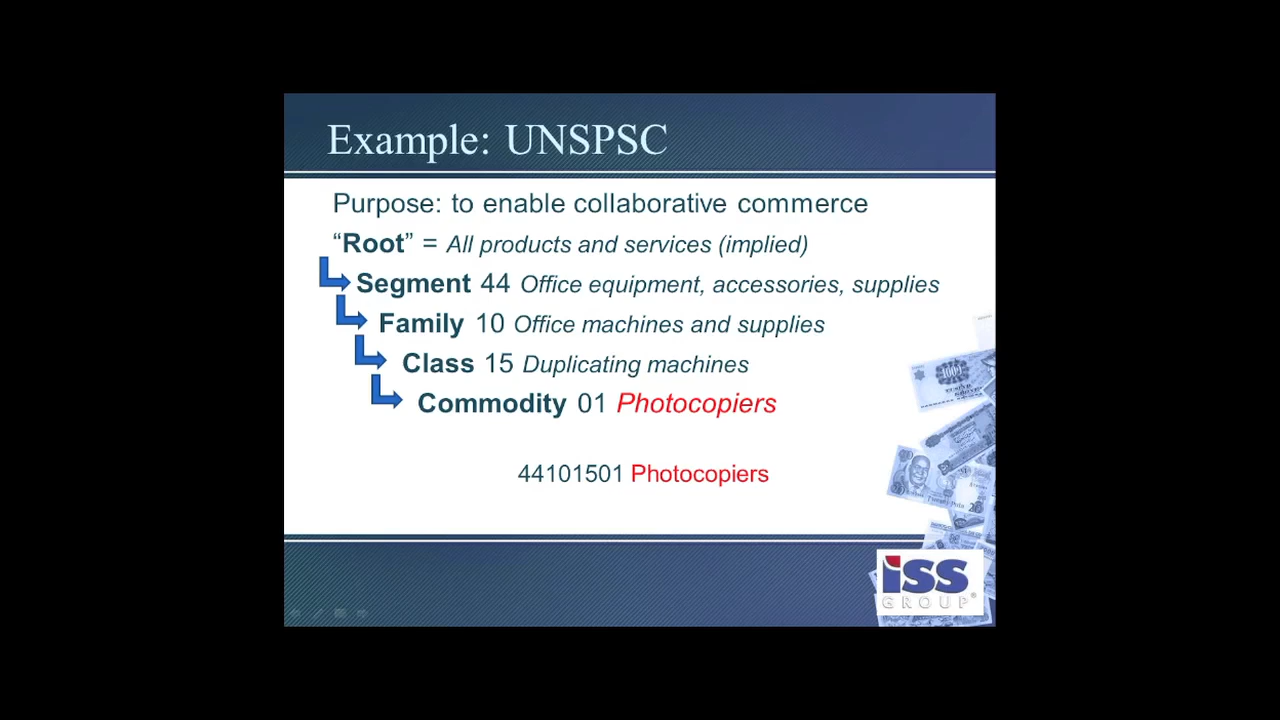 Example: UNSPSC
Purpose: to enable collaborative commerce
“Root” = All products and services (implied)
Segment 44 Office equipment, accessories, supplies
Family 10 Office machines and supplies
Class 15 Duplicating machines
Commodity 01 Photocopiers
44101501 Photocopiers
iSS
GROUP®